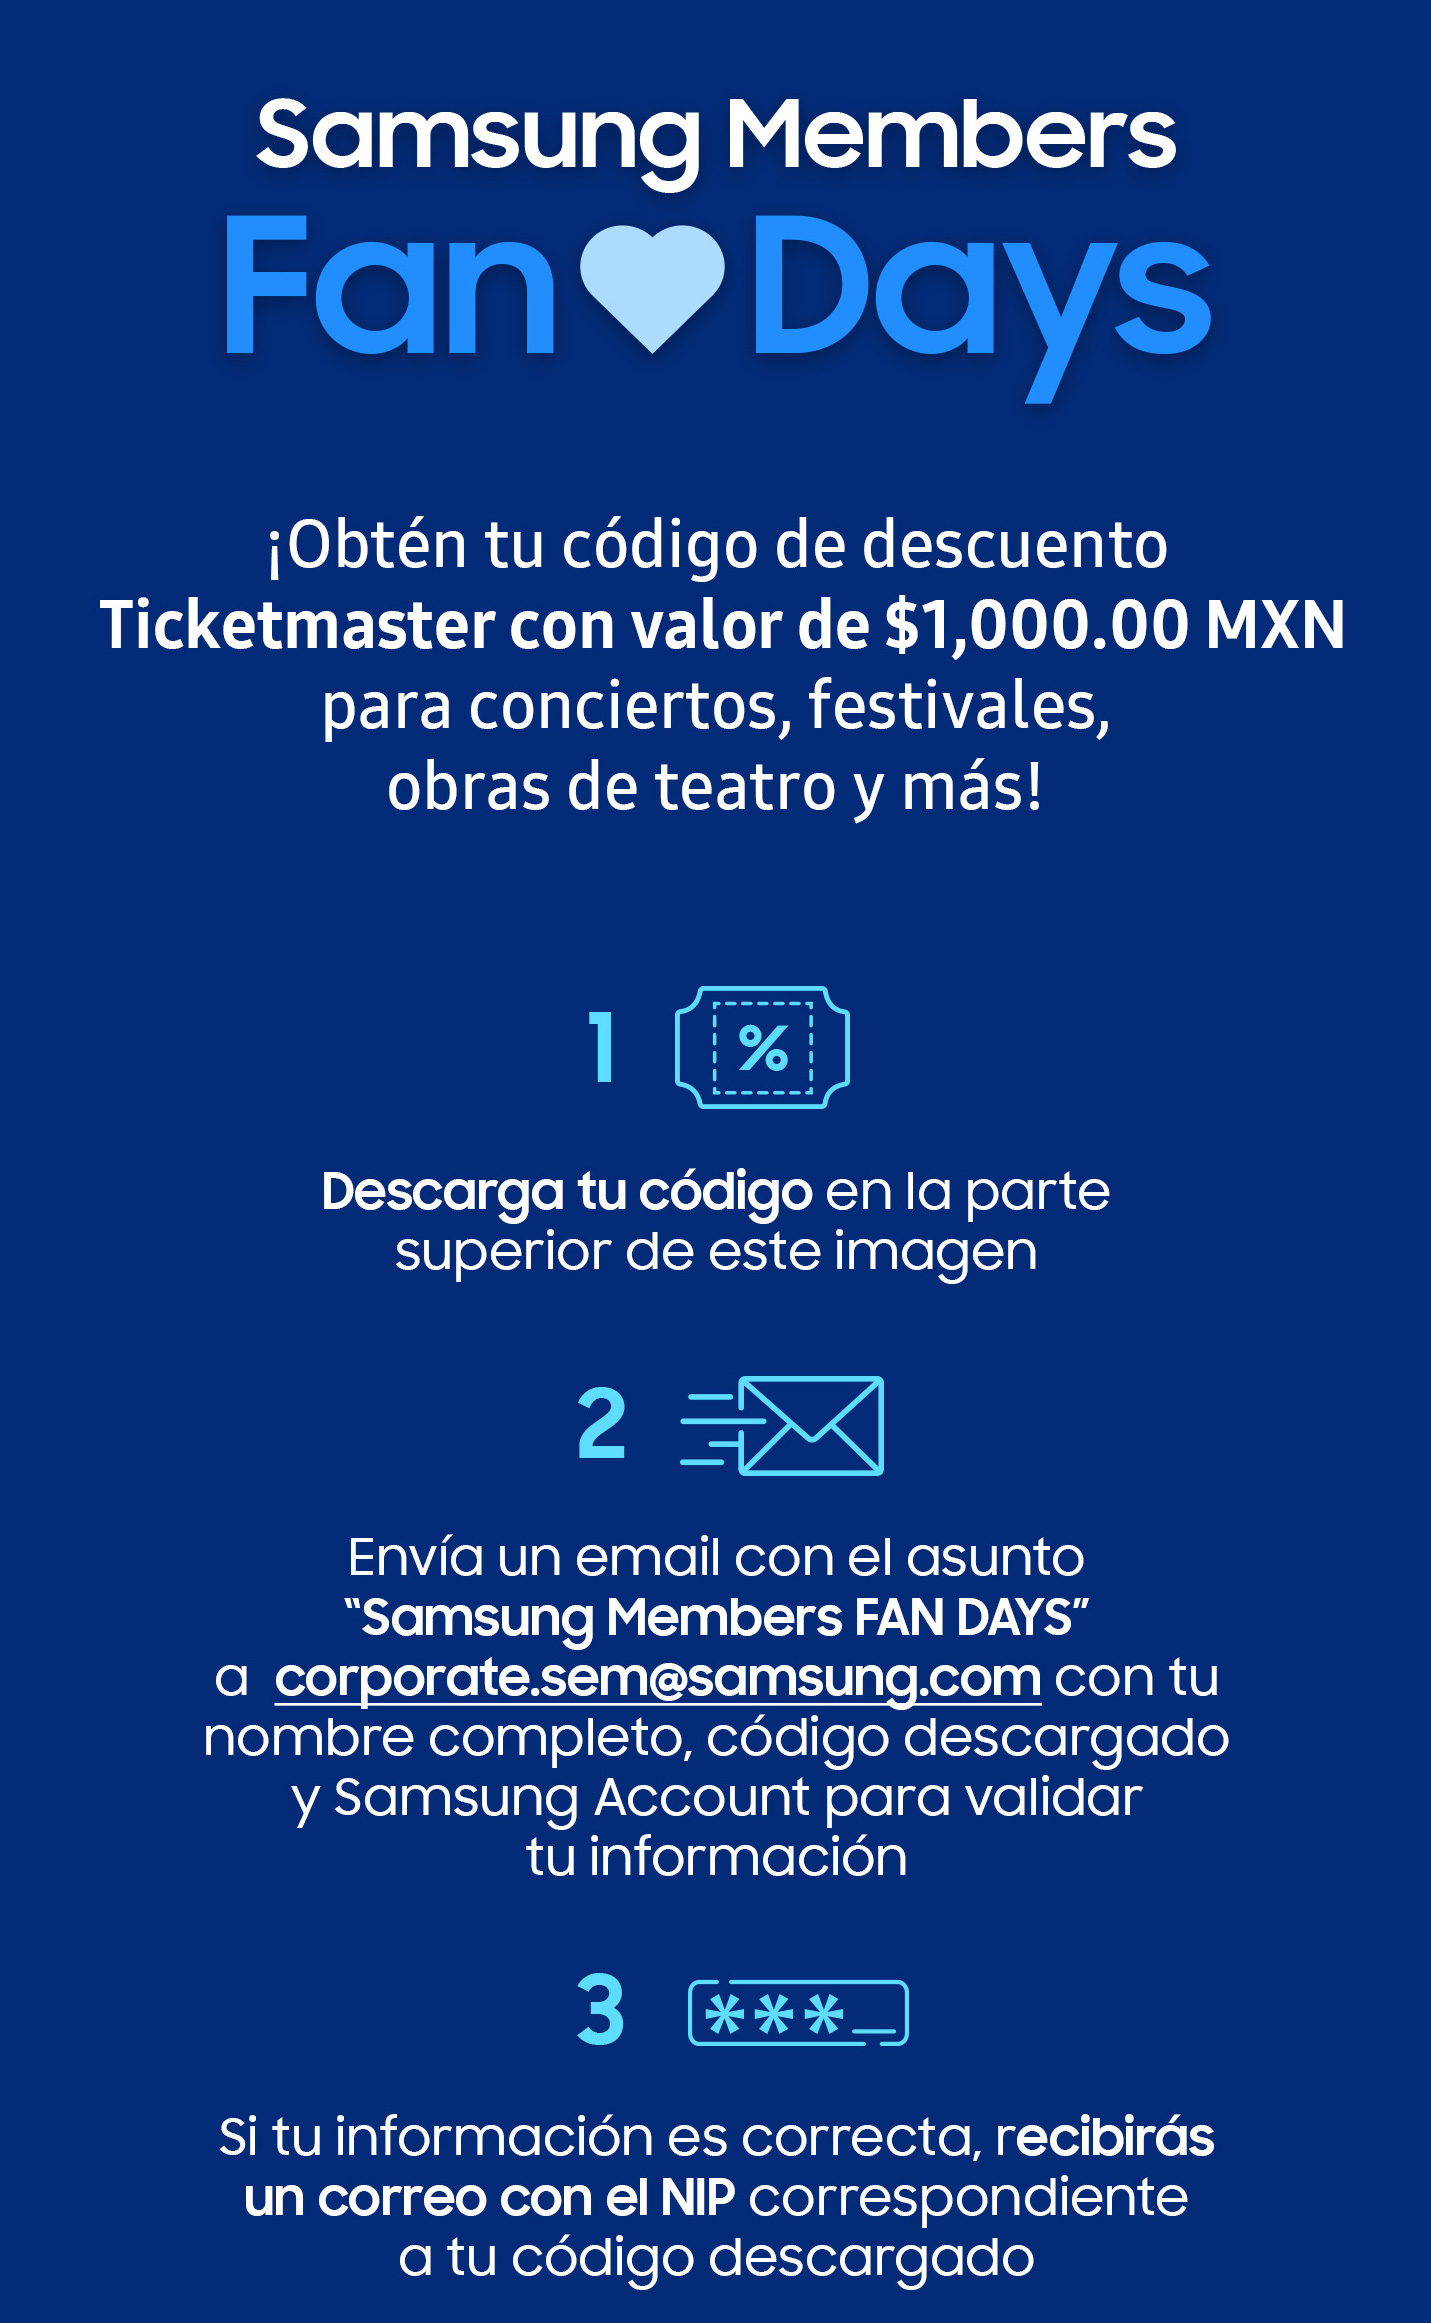 Samsung Members
Fan Days
¡Obtén tu código de descuento
Ticketmaster con valor de $1,000.00 MXN
para conciertos, festivales,
obras de teatro y más!
1 %
Descarga tu código en la parte
superior de este imagen
2
Envía un email con el asunto
“Samsung Members FAN DAYS”
a corporate.sem@samsung.com con tu
nombre completo, código descargado
y Samsung Account para validar
tu información
3 ***_
Si tu información es correcta, recibirás
un correo con el NIP correspondiente
a tu código descargado